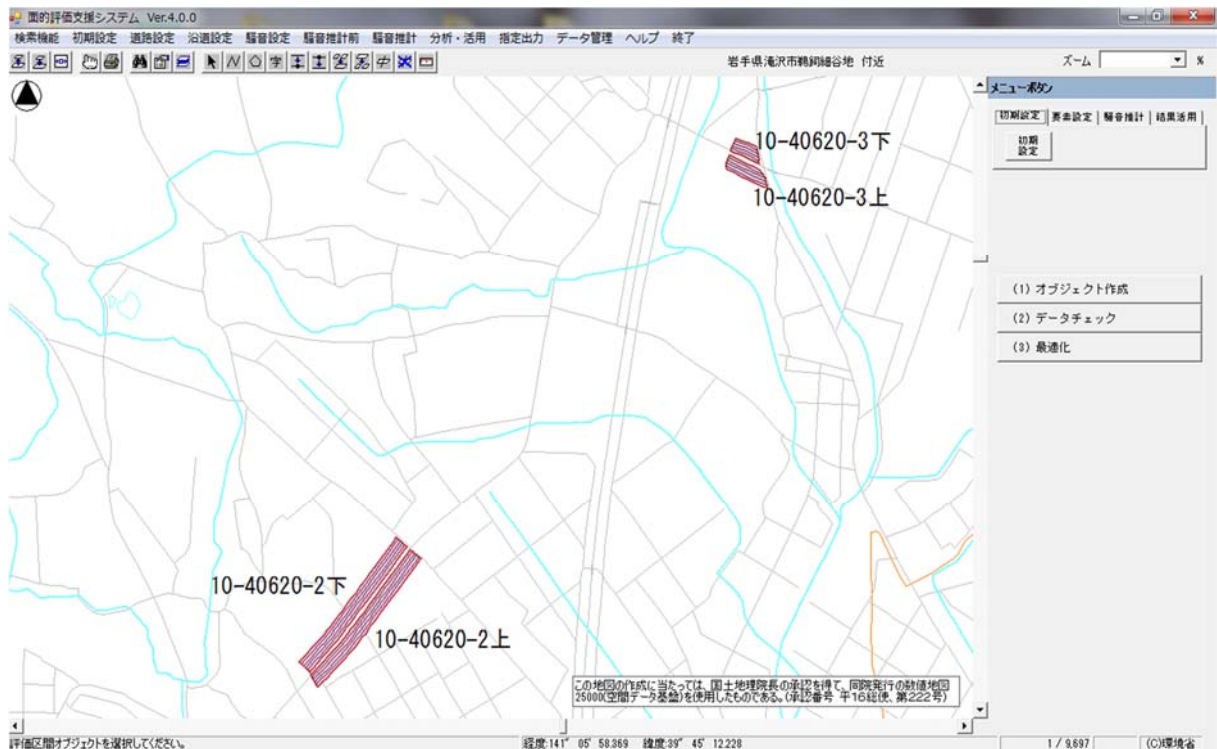 面的評価支援システム Ver.4.0.0
検索機能 初期設定 道路設定 沿道設定 騒音設定 騒音推計前 騒音推計 分析・活用 指定出力 データ管理 ヘルプ 終了
字 中 岩手県滝沢市鵜飼細谷地 付近 ズーム %
メニューボタン
初期設定 要素設定 騒音推計 結果活用
初期
設定
10-40620-3下
10-40620-3上
(1) オブジェクト作成
(2) データチェック
(3) 最適化
10-40620-2下
10-40620-2上
この地図の作成に当たっては、国土地理院長の承認を得て、同院発行の数値地図
25000(空間データ基盤)を使用したものである。(承認番号 平16総使、第222号)
評価区間オブジェクトを選択してください。 経度:141° 05' 58.369 緯度:39° 45' 12.228 1 / 9,697 (C)環境省